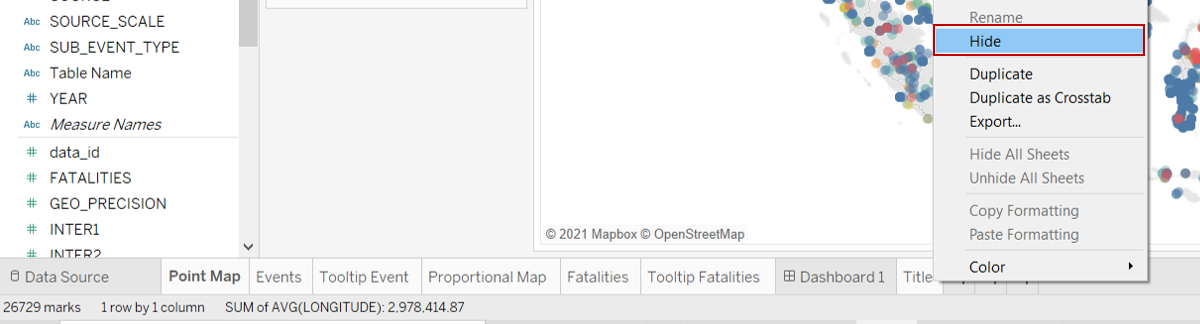 Abc SOURCE_SCALE
Abc SUB_EVENT_TYPE
Abc Table Name
# YEAR
Abc Measure Names
# data_id
# FATALITIES
# GEO_PRECISION
# INTER1
Rename
Hide
Duplicate
Duplicate as Crosstab
Export...
Hide All Sheets
Unhide All Sheets
Copy Formatting
Paste Formatting
Color
© 2021 Mapbox © OpenStreetMap
Data Source Point Map Events Tooltip Event Proportional Map Fatalities Tooltip Fatalities Dashboard 1 Title
26729 marks 1 row by 1 column SUM of AVG(LONGITUDE): 2,978,414.87